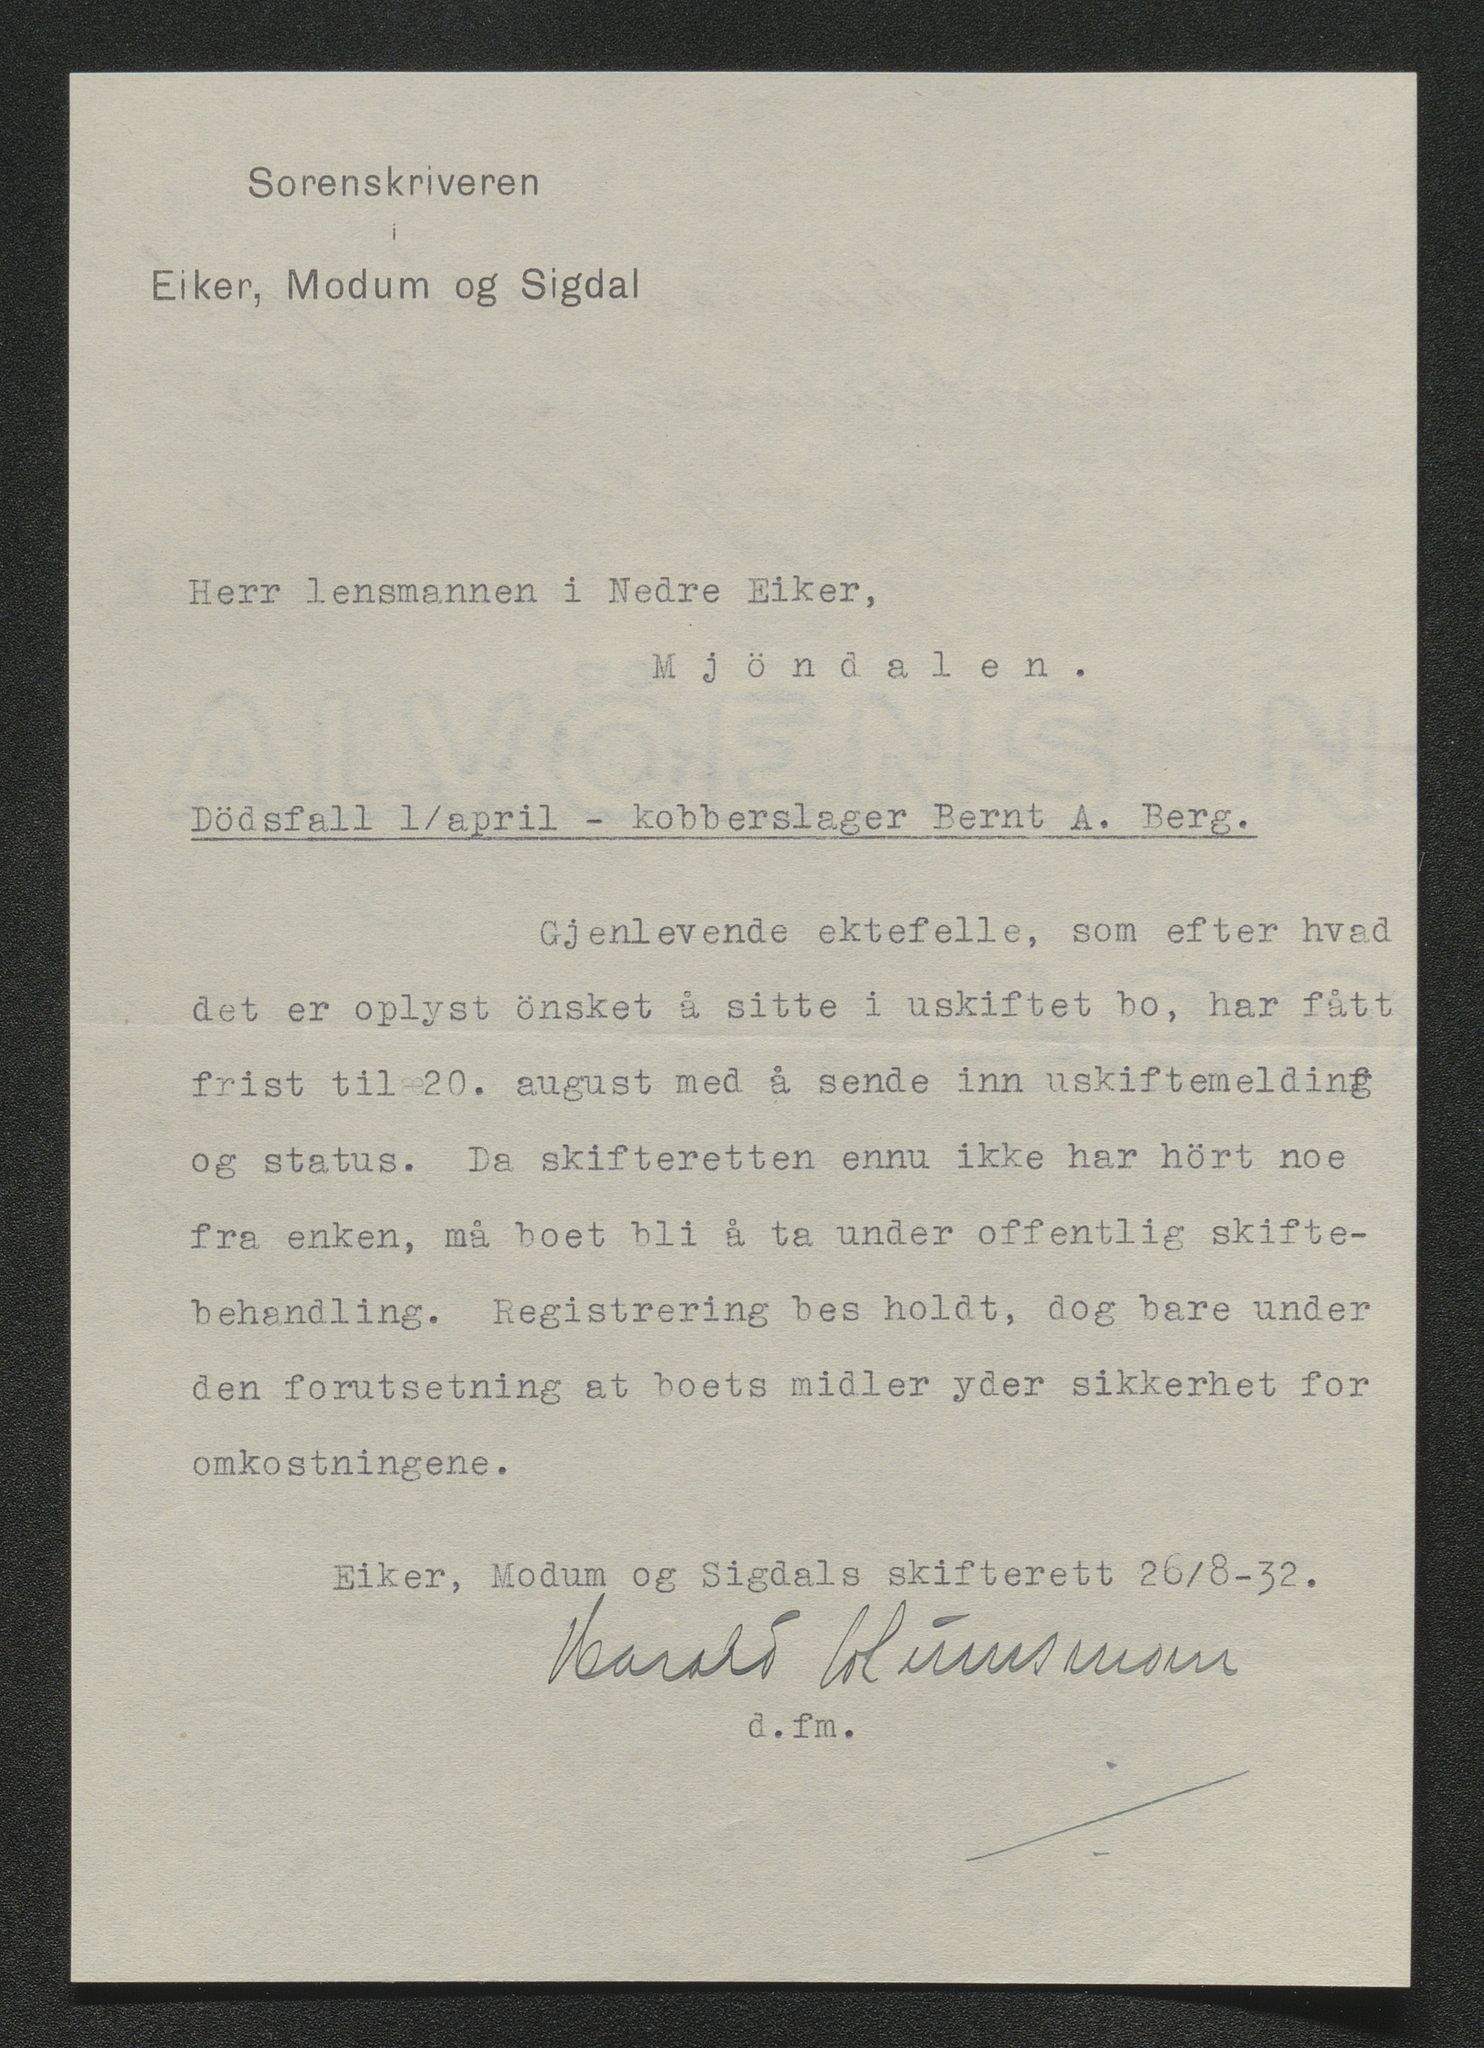 Sorenskriveren
i
Eiker, Modum og Sigdal
Herr lensmannen i Nedre Eiker,
Mjöndalen.
Dödsfall 1/april - kobberslager Bernt A. Berg.
Gjenlevende ektefelle, som efter hvad
det er oplyst önsket å sitte i uskiftet bo, har fått
frist til 20. august med å sende inn uskiftemelding
og status. Da skifteretten ennu ikke har hört noe
fra enken, må boet bli å ta under offentlig skifte-
behandling. Registrering bes holdt, dog bare under
den forutsetning at boets midler yder sikkerhet for
omkostningene.
Eiker, Modum og Sigdals skifterett 26/8-32.
Harald
d.fm.